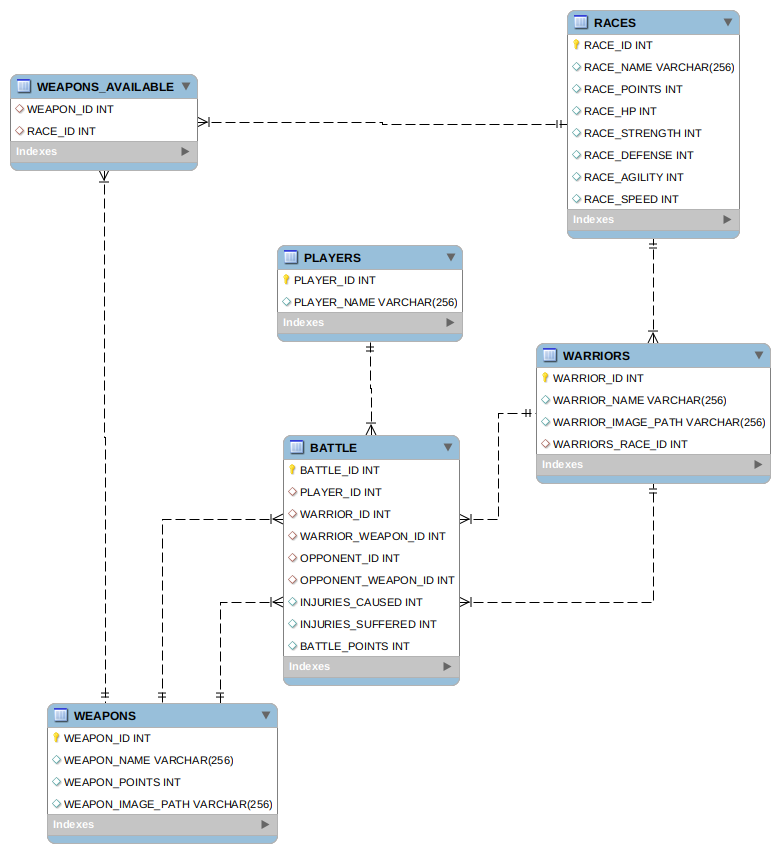 RACES
RACE_ID INT
RACE_NAME VARCHAR(256)
RACE_POINTS INT
RACE_HP INT
RACE_STRENGTH INT
RACE_DEFENSE INT
RACE_AGILITY INT
RACE_SPEED INT
Indexes
WEAPONS_AVAILABLE
WEAPON_ID INT
RACE_ID INT
Indexes
PLAYERS
PLAYER_ID INT
PLAYER_NAME VARCHAR(256)
Indexes
WARRIORS
WARRIOR_ID INT
WARRIOR_NAME VARCHAR(256)
WARRIOR_IMAGE_PATH VARCHAR(256)
WARRIORS_RACE_ID INT
Indexes
BATTLE
BATTLE_ID INT
PLAYER_ID INT
WARRIOR_ID INT
WARRIOR_WEAPON_ID INT
OPPONENT_ID INT
OPPONENT_WEAPON_ID INT
INJURIES_CAUSED INT
INJURIES_SUFFERED INT
BATTLE_POINTS INT
Indexes
WEAPONS
WEAPON_ID INT
WEAPON_NAME VARCHAR(256)
WEAPON_POINTS INT
WEAPON_IMAGE_PATH VARCHAR(256)
Indexes